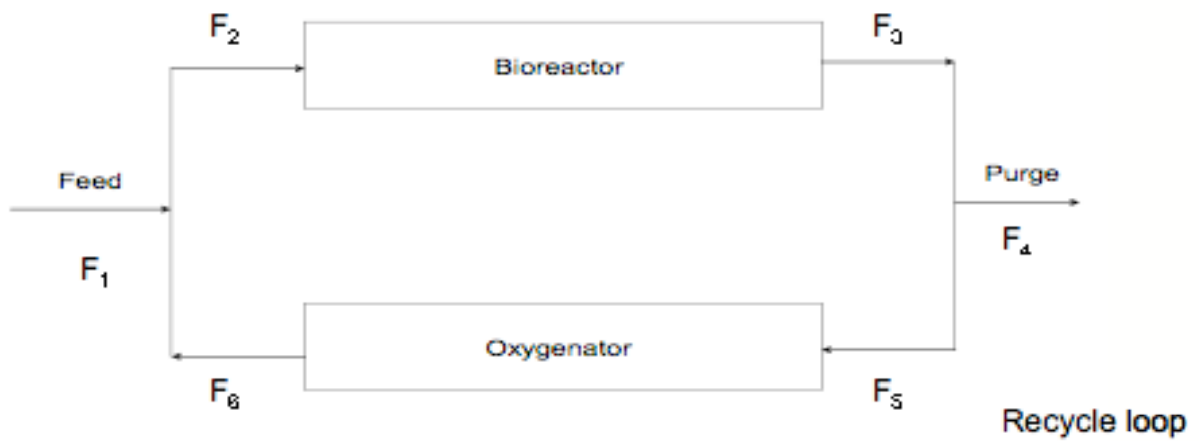 F₂
F₃
Bioreactor
Feed
Purge
F₁
F₄
Oxygenator
F₆
F₅
Recycle loop